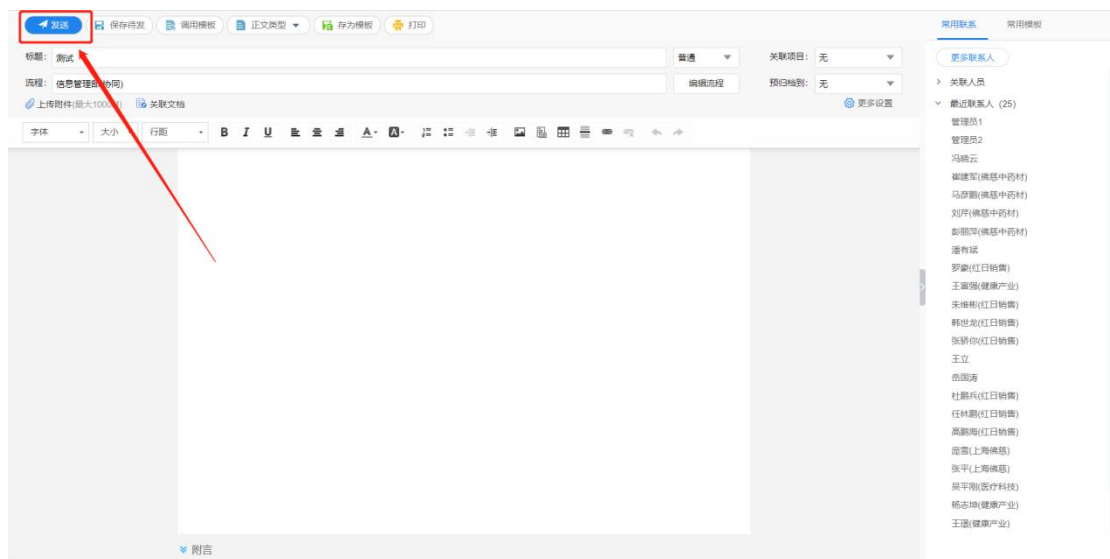 发送 保存待发 调用模板 正文类型 存为模板 打印 常用联系 常用模板
标题: 测试 普通 关联项目: 无 更多联系人
流程: 信息管理部(协同) 编辑流程 预归档到: 无 关联人员
上传附件(最大100 关联文档 更多设置 最近联系人 (25)
字体 大小 行距 B I U A A
管理员1
管理员2
冯晓云
崔建军(佛慈中药材)
马彦鹏(佛慈中药材)
刘芹(佛慈中药材)
彭丽萍(佛慈中药材)
潘有斌
罗豪(红日销售)
王富强(健康产业)
朱维彬(红日销售)
韩世龙(红日销售)
张骄你(红日销售)
王立
岳国涛
杜鹏兵(红日销售)
任林鹏(红日销售)
高鹏海(红日销售)
庞雪(上海佛慈)
张平(上海佛慈)
吴平刚(医疗科技)
杨志坤(健康产业)
(健康产业)
附言